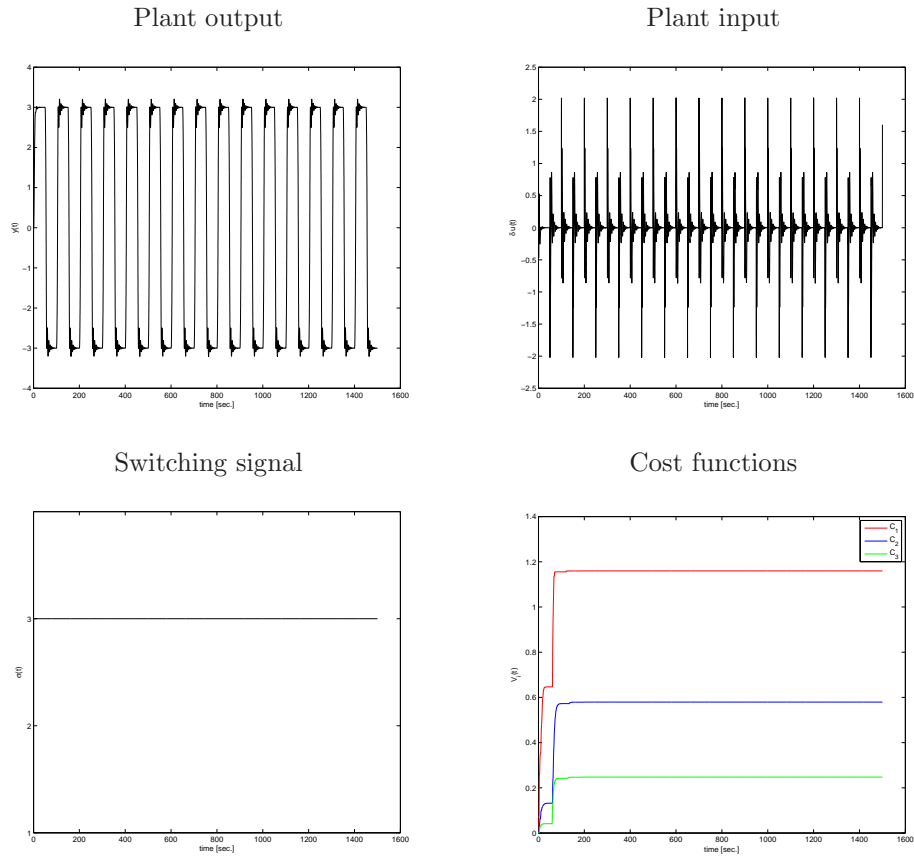 Plant output
Plant input
4
3
2
1
0
−1
−2
−3
−4
y(t)
0 200 400 600 800 1000 1200 1400 1600
time [sec.]
2.5
2
1.5
1
0.5
0
−0.5
−1
−1.5
−2
−2.5
δ u(t)
0 200 400 600 800 1000 1200 1400 1600
time [sec.]
Switching signal
Cost functions
3
2
1
σ(t)
0 200 400 600 800 1000 1200 1400 1600
time [sec.]
1.4
1.2
1
0.8
0.6
0.4
0.2
0
V_i(t)
0 200 400 600 800 1000 1200 1400 1600
time [sec.]
C_1
C_2
C_3